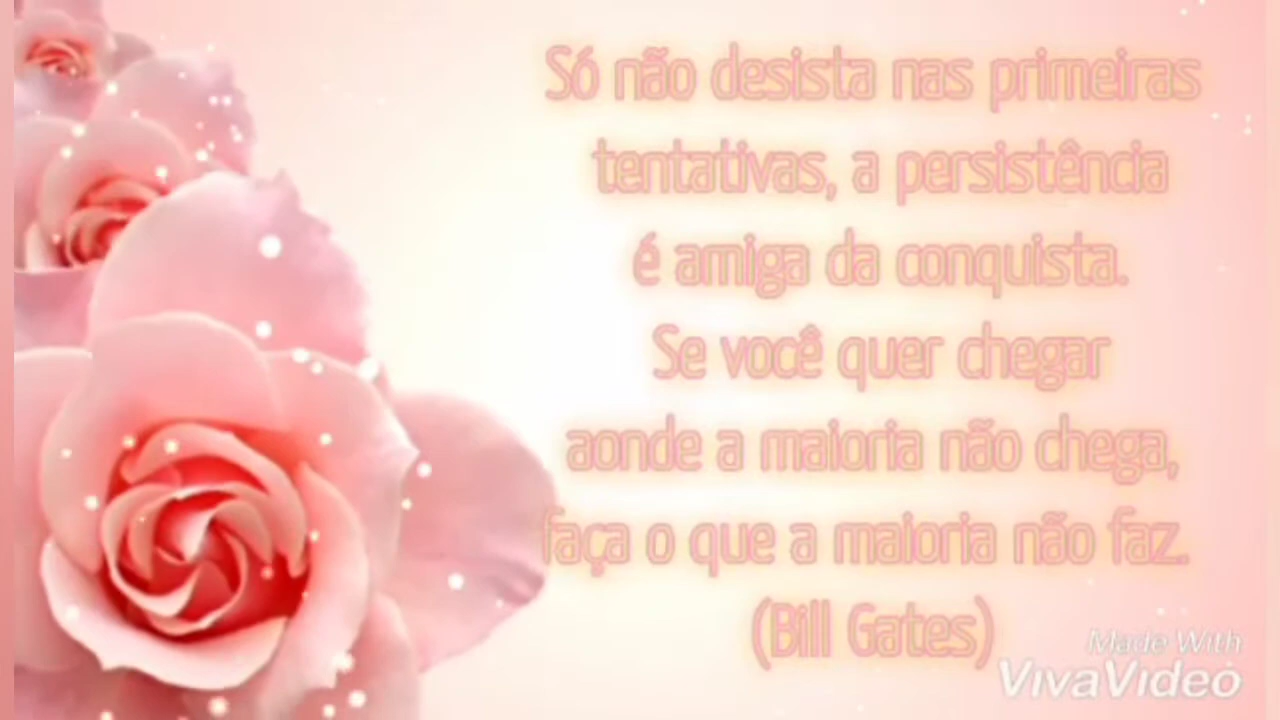 Só não desista nas primeiras
tentativas, a persistência
é amiga da conquista.
Se você quer chegar
aonde a maioria não chega,
faça o que a maioria não faz.
(Bill Gates)
Made With
VivaVideo